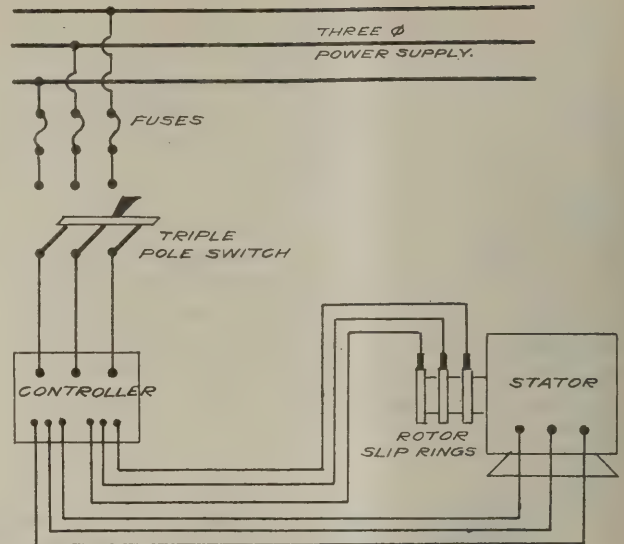 THREE Ø
POWER SUPPLY.
FUSES
TRIPLE
POLE SWITCH
CONTROLLER
STATOR
ROTOR
SLIP RINGS